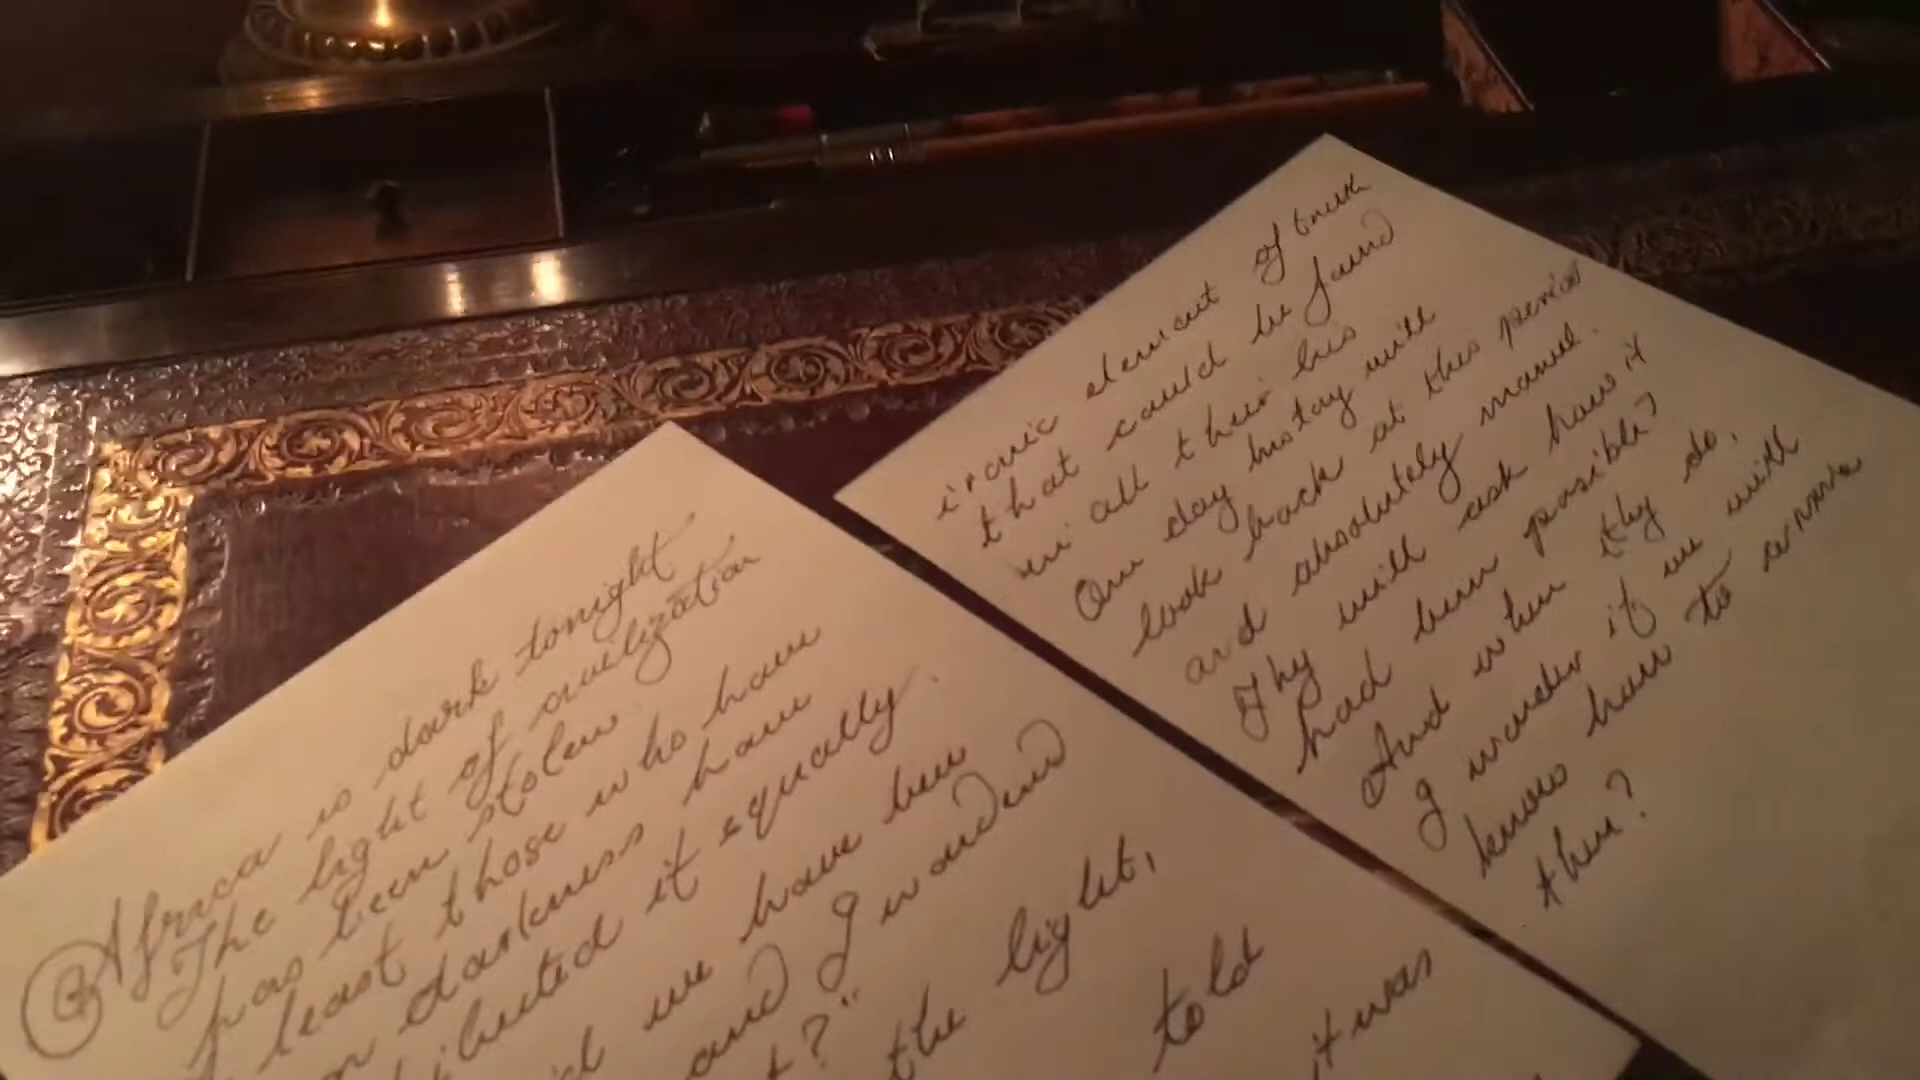 Africa is dark tonight
The light of civilization
has been stolen.
least those who have
darkness have
buted it equally.
we have been
and I wandered
t?"
the light,
told
it was
ironic element of truth
that could be found
in all their his
One day history will
look back at this period
and absolutely marvel.
They will ask how it
had been possible?
And when they do,
I wonder if we will
know how to answer
them?